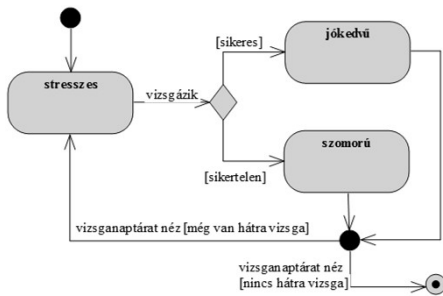 [sikeres]
jókedvű
stresszes
vizsgázik
szomorú
[sikertelen]
vizsganaptárat néz [még van hátra vizsga]
vizsganaptárat néz
[nincs hátra vizsga]